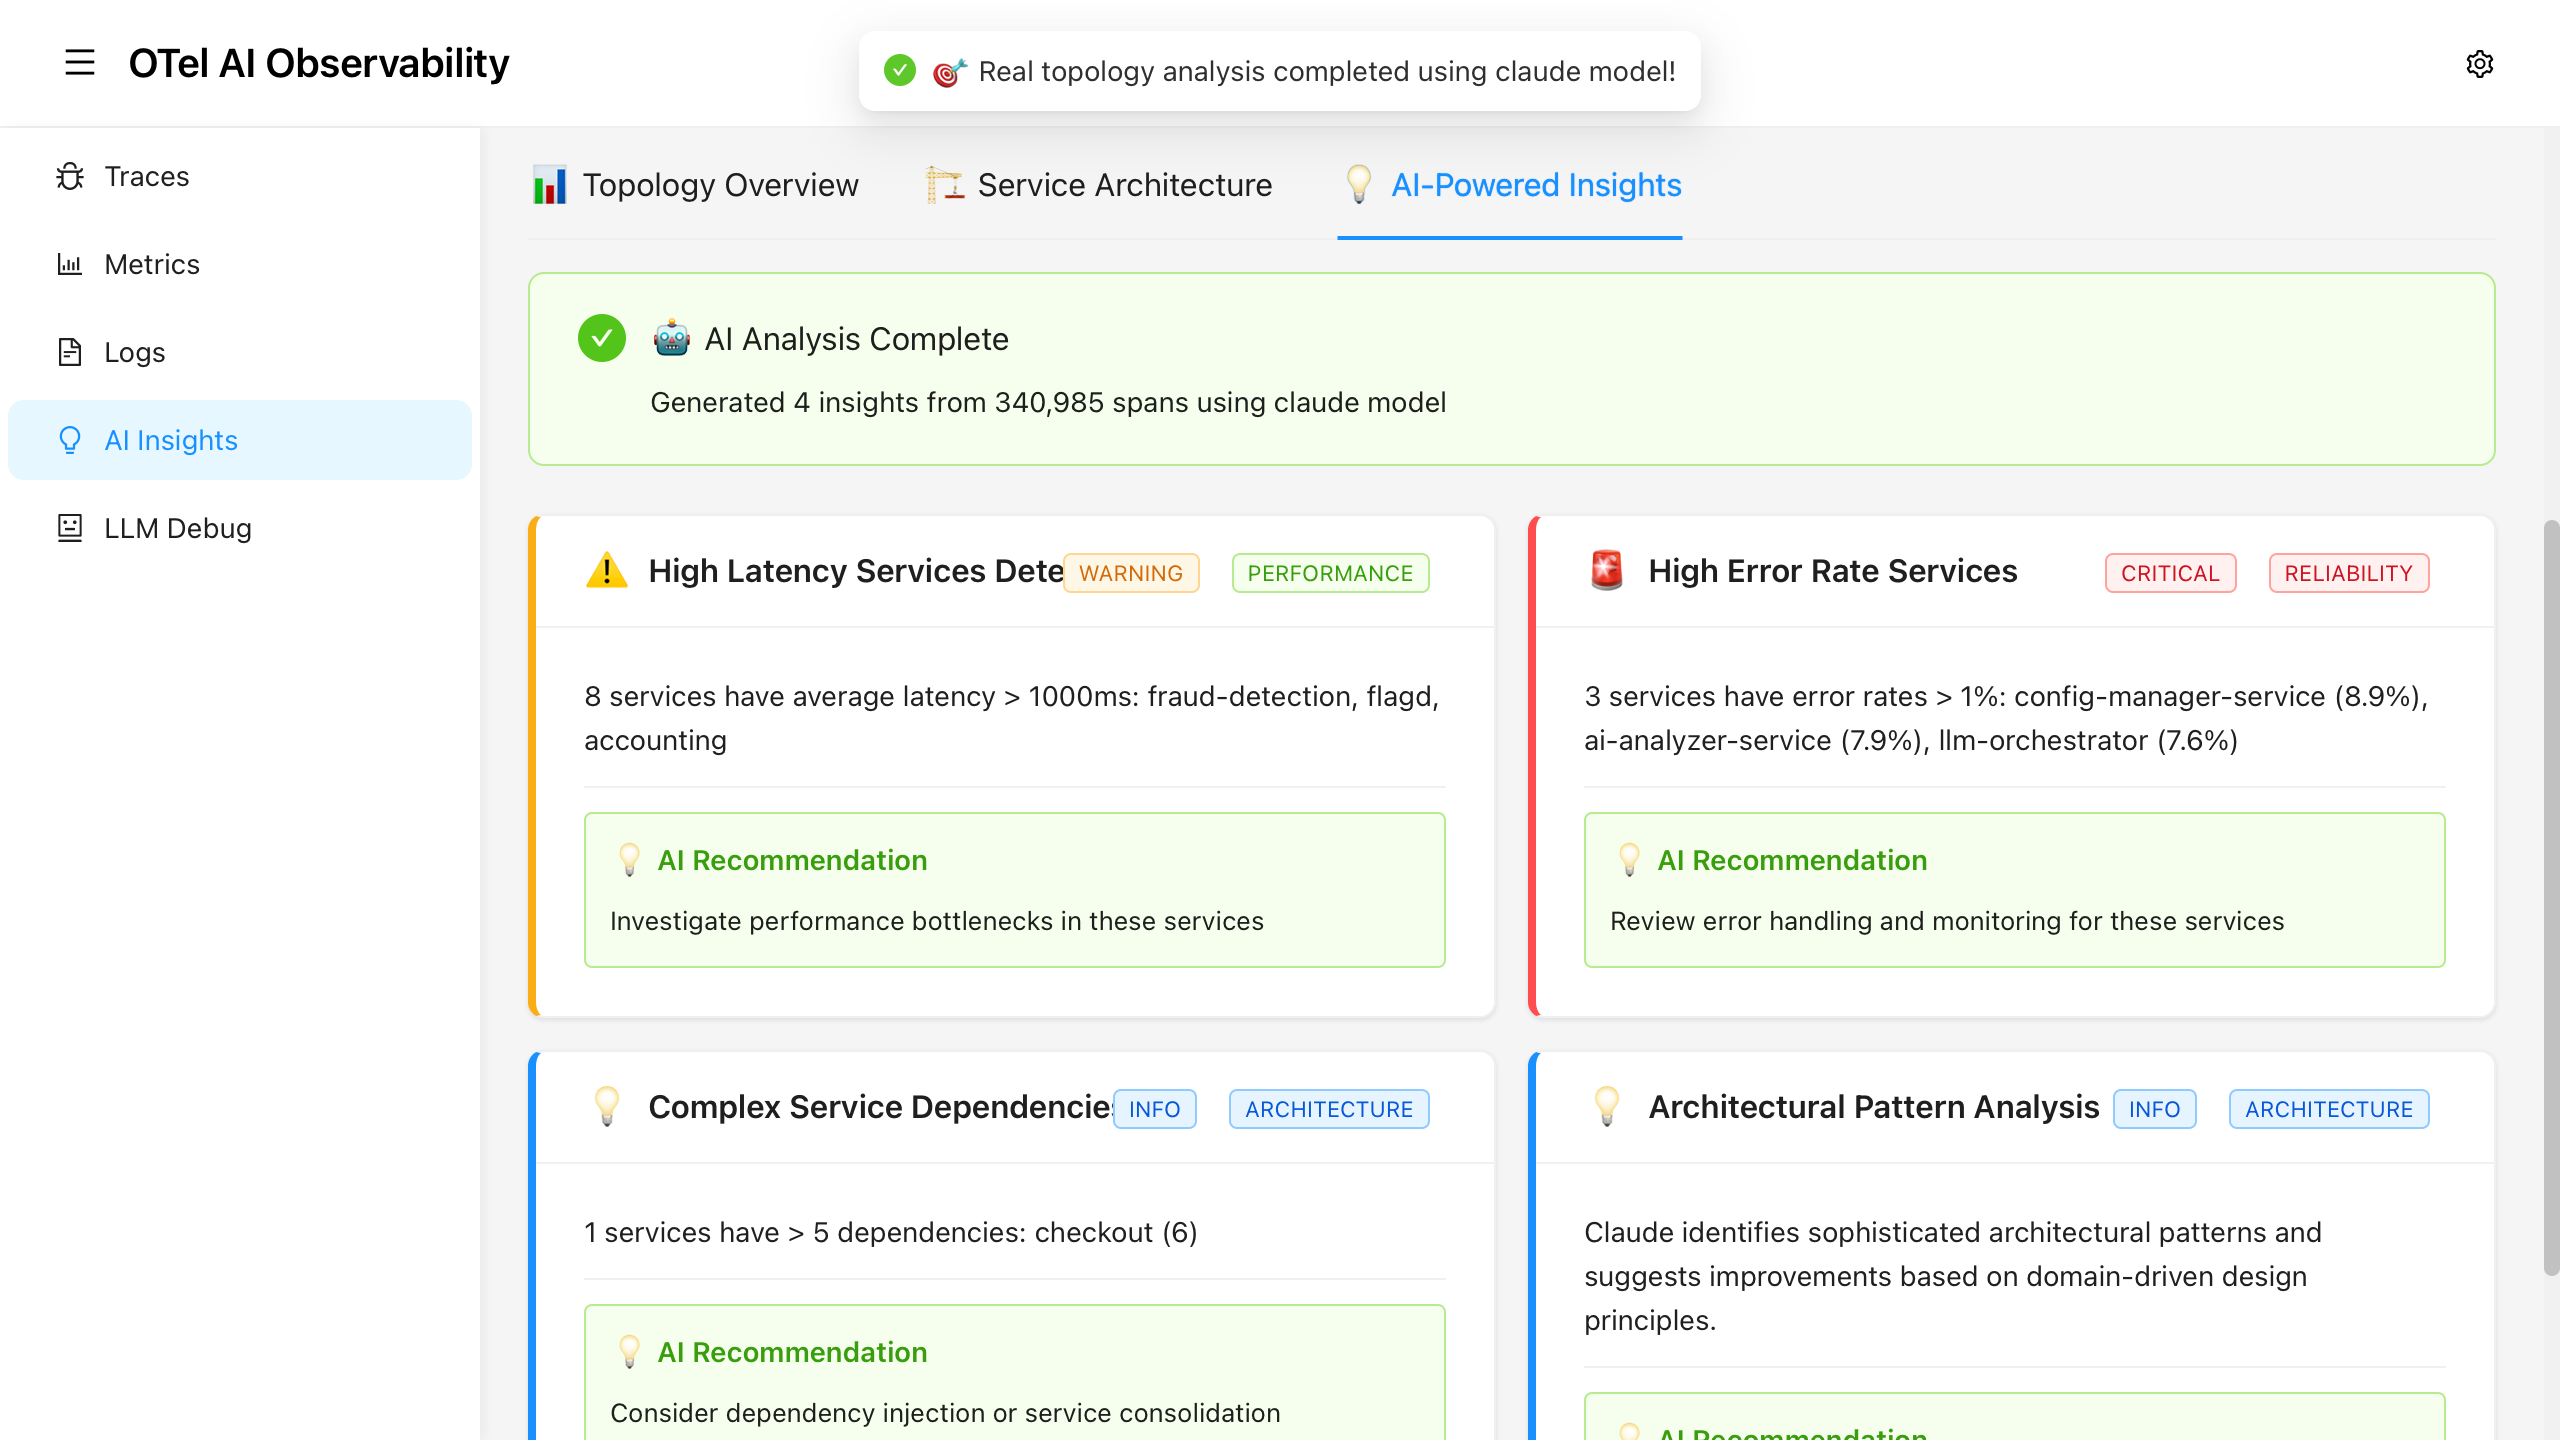 OTel AI Observability
Real topology analysis completed using claude model!
Traces
Metrics
Logs
AI Insights
LLM Debug
Topology Overview
Service Architecture
AI-Powered Insights
AI Analysis Complete
Generated 4 insights from 340,985 spans using claude model
High Latency Services Dete
WARNING
PERFORMANCE
8 services have average latency > 1000ms: fraud-detection, flagd,
accounting
AI Recommendation
Investigate performance bottlenecks in these services
High Error Rate Services
CRITICAL
RELIABILITY
3 services have error rates > 1%: config-manager-service (8.9%),
ai-analyzer-service (7.9%), llm-orchestrator (7.6%)
AI Recommendation
Review error handling and monitoring for these services
Complex Service Dependencies
INFO
ARCHITECTURE
1 services have > 5 dependencies: checkout (6)
AI Recommendation
Consider dependency injection or service consolidation
Architectural Pattern Analysis
INFO
ARCHITECTURE
Claude identifies sophisticated architectural patterns and
suggests improvements based on domain-driven design
principles.
AI Recommendation